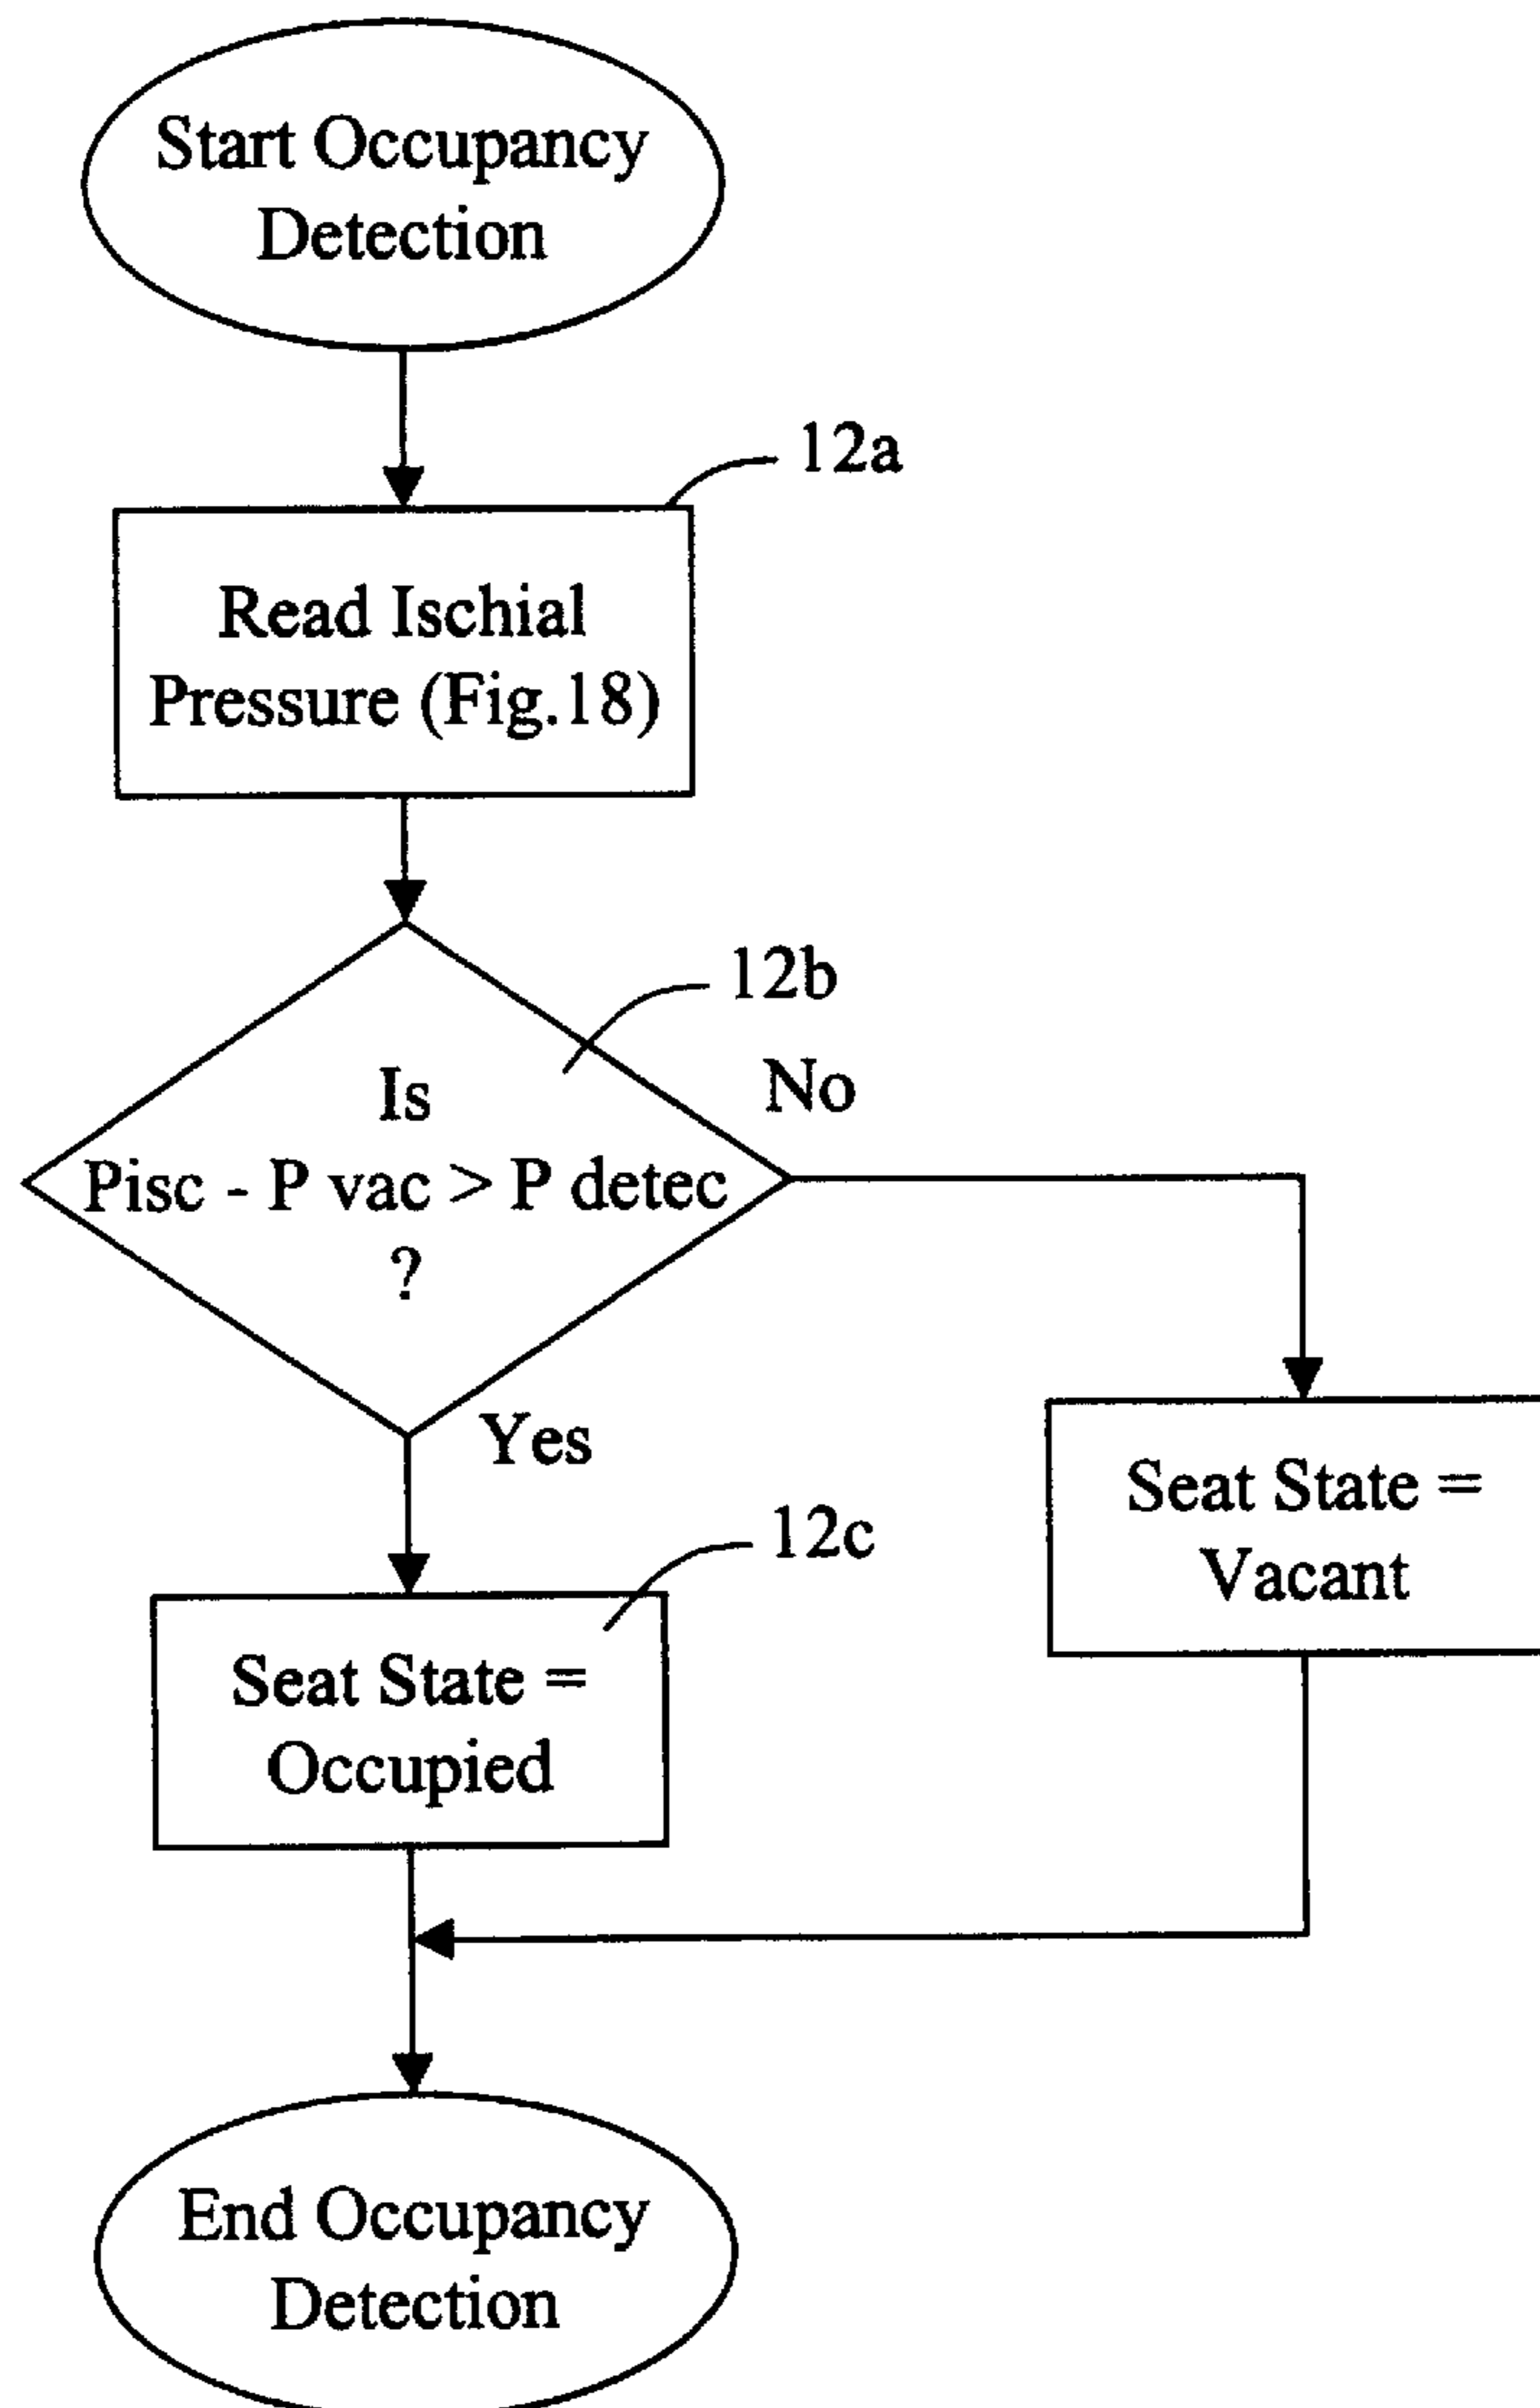 Start Occupancy
Detection
12a
Read Ischial
Pressure (Fig.18)
12b
No
Is
Pisc - P vac > P detec
?
Yes
Seat State =
Vacant
12c
Seat State =
Occupied
End Occupancy
Detection